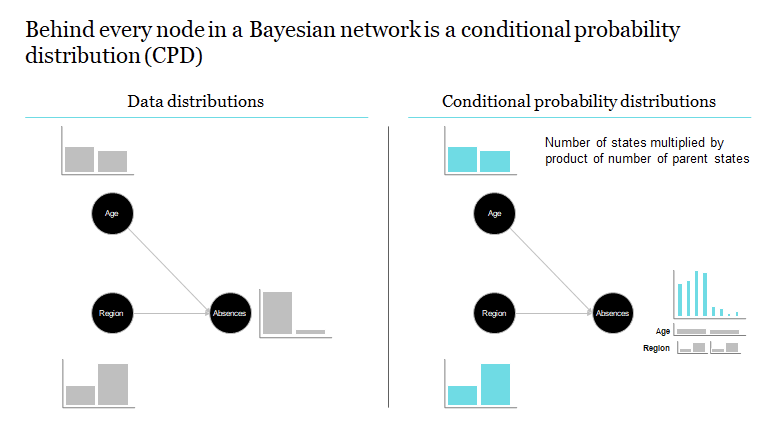 Behind every node in a Bayesian network is a conditional probability
distribution (CPD)
Data distributions
Age
Region
Absences
Conditional probability distributions
Number of states multiplied by
product of number of parent states
Age
Region
Absences
Age
Region